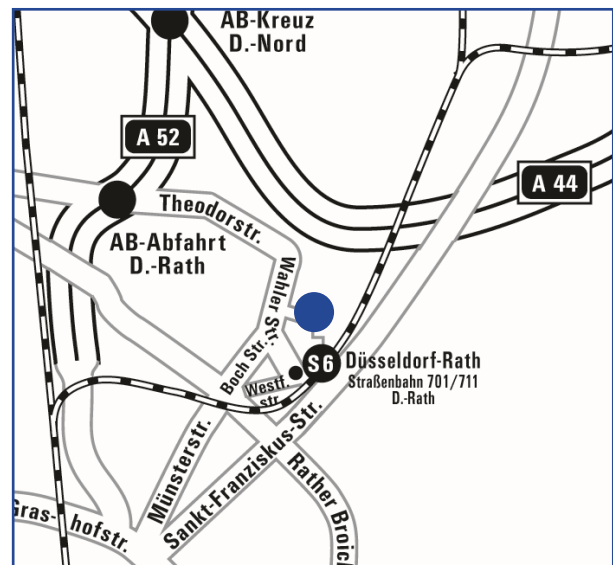 AB-Kreuz
D.-Nord
A 52
A 44
Theodorstr.
AB-Abfahrt
D.-Rath
Wahler Str.
Boch Str.
S6
Düsseldorf-Rath
Straßenbahn 701/711
D.-Rath
Westf.
str.
Münsterstr.
Sankt-Franziskus-Str.
Rather Broich
Gras-
hofstr.